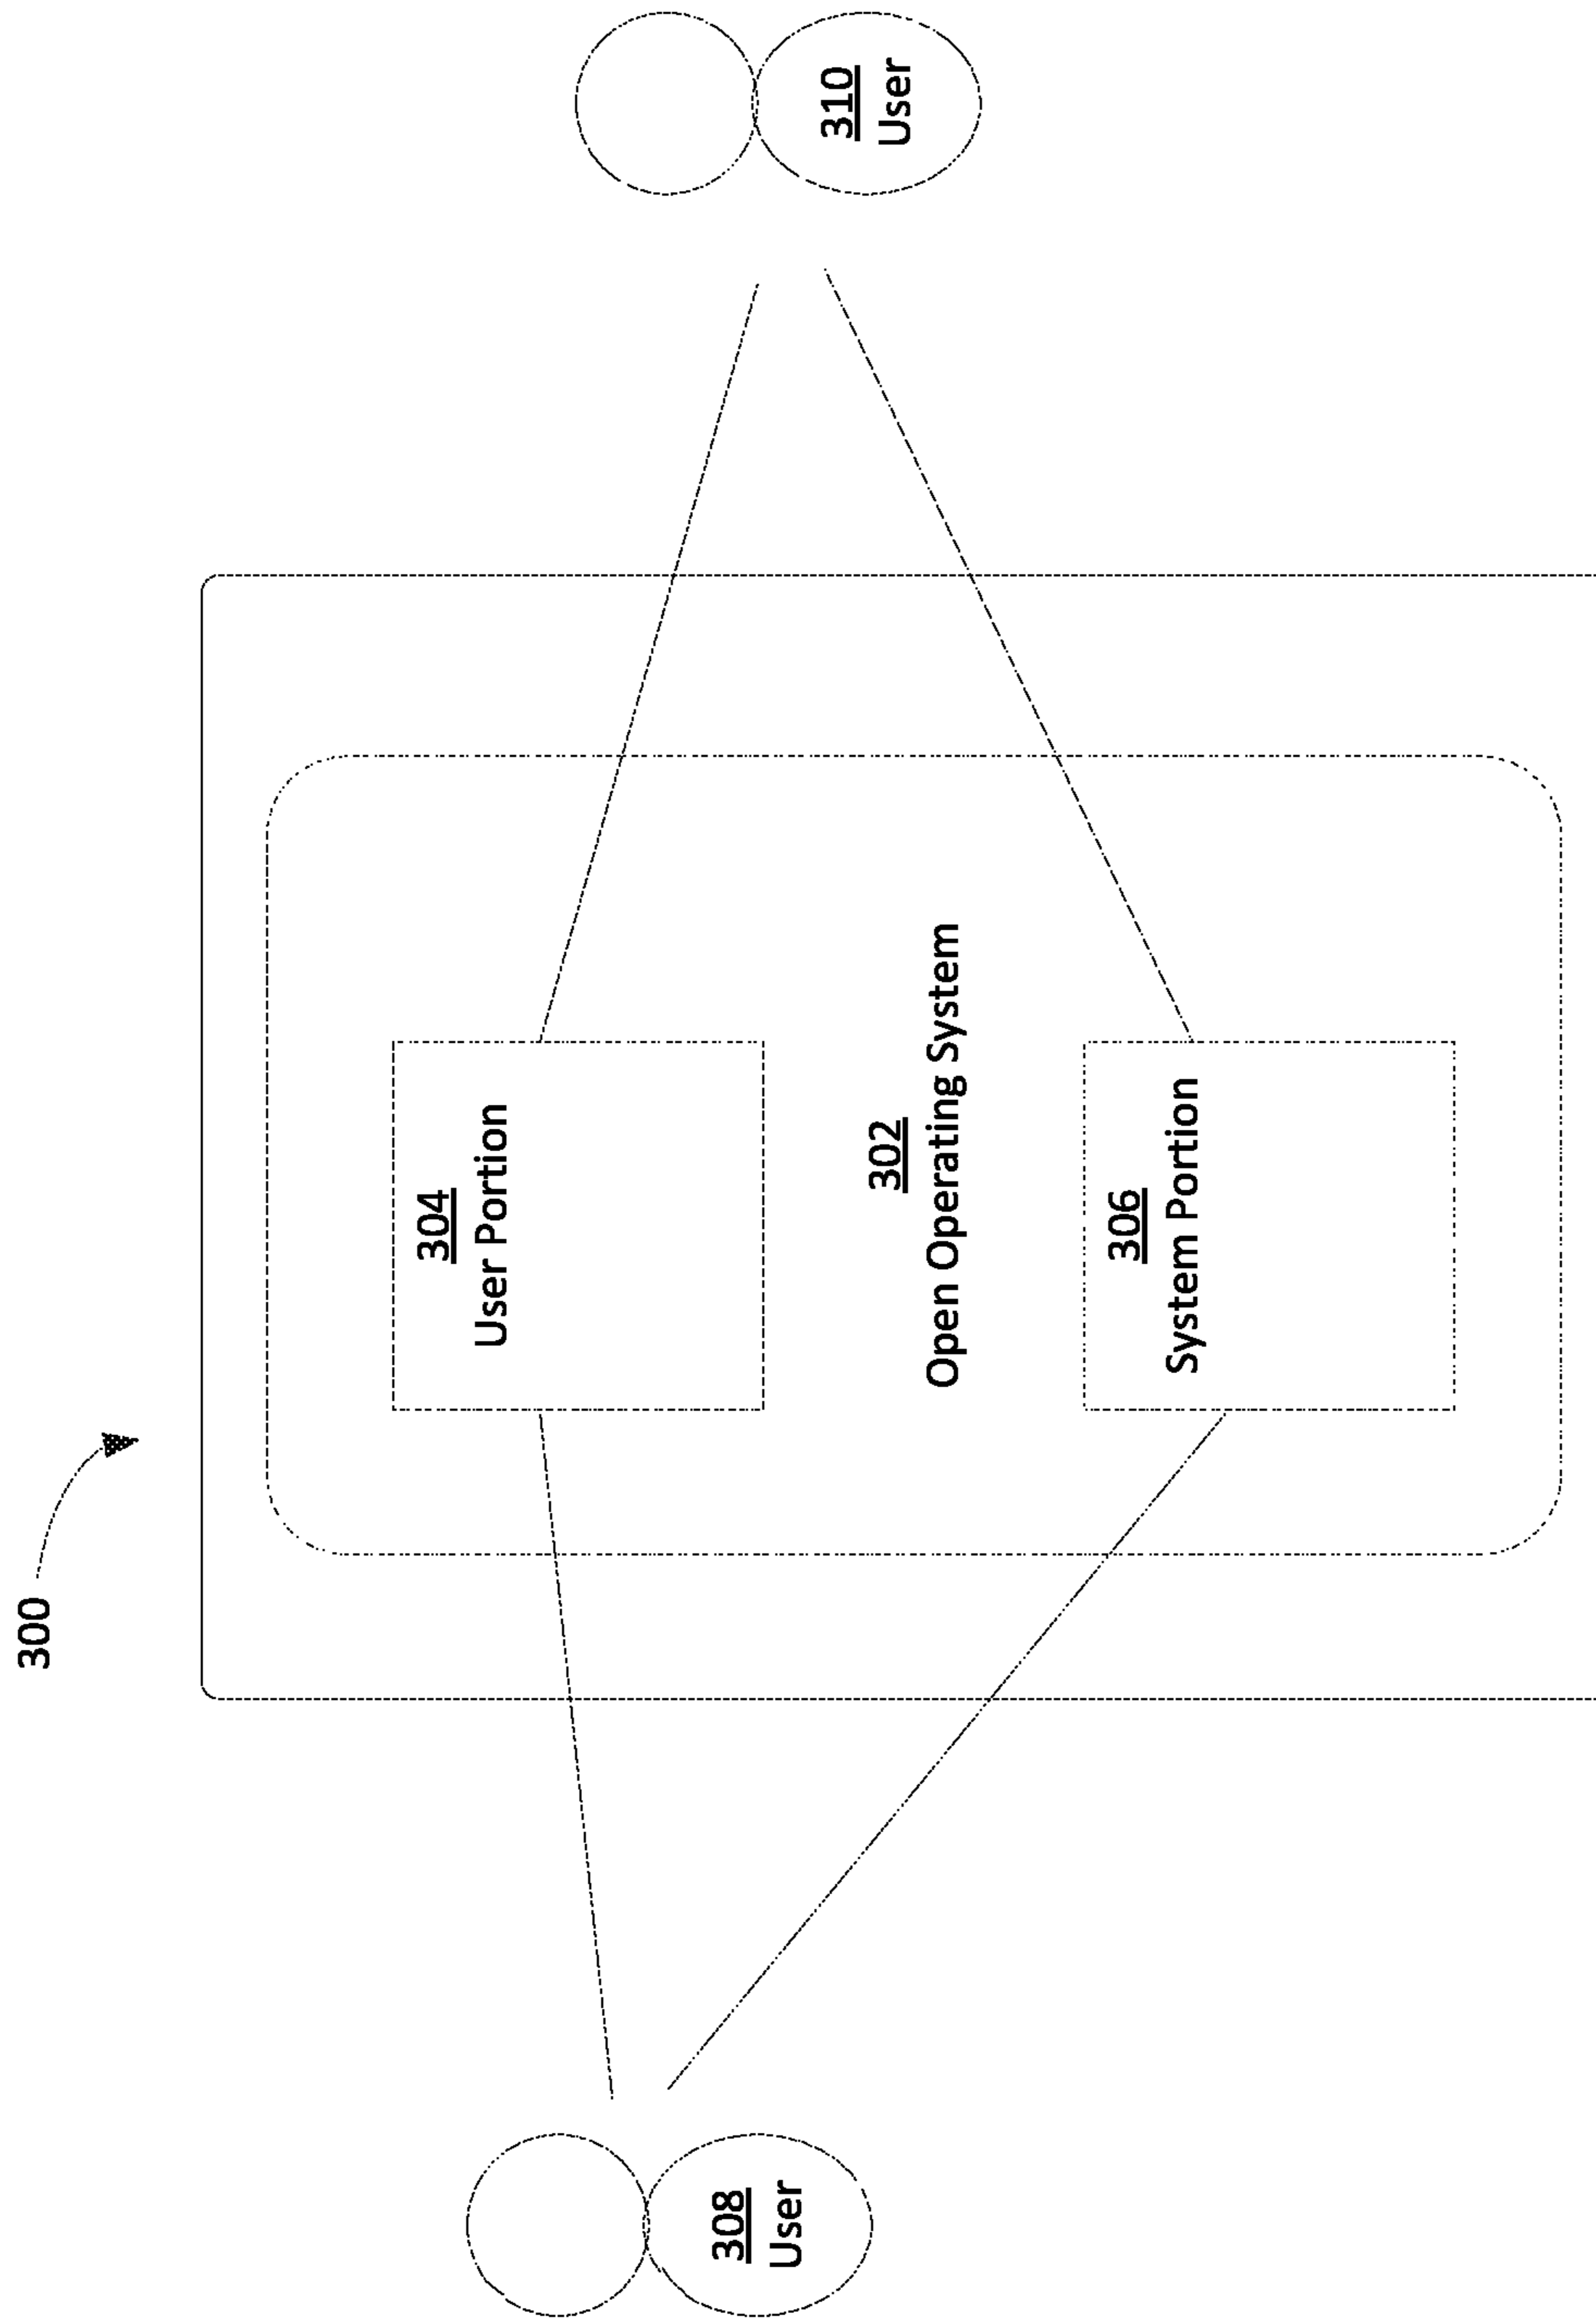 300
304
User Portion
302
Open Operating System
306
System Portion
308
User
310
User